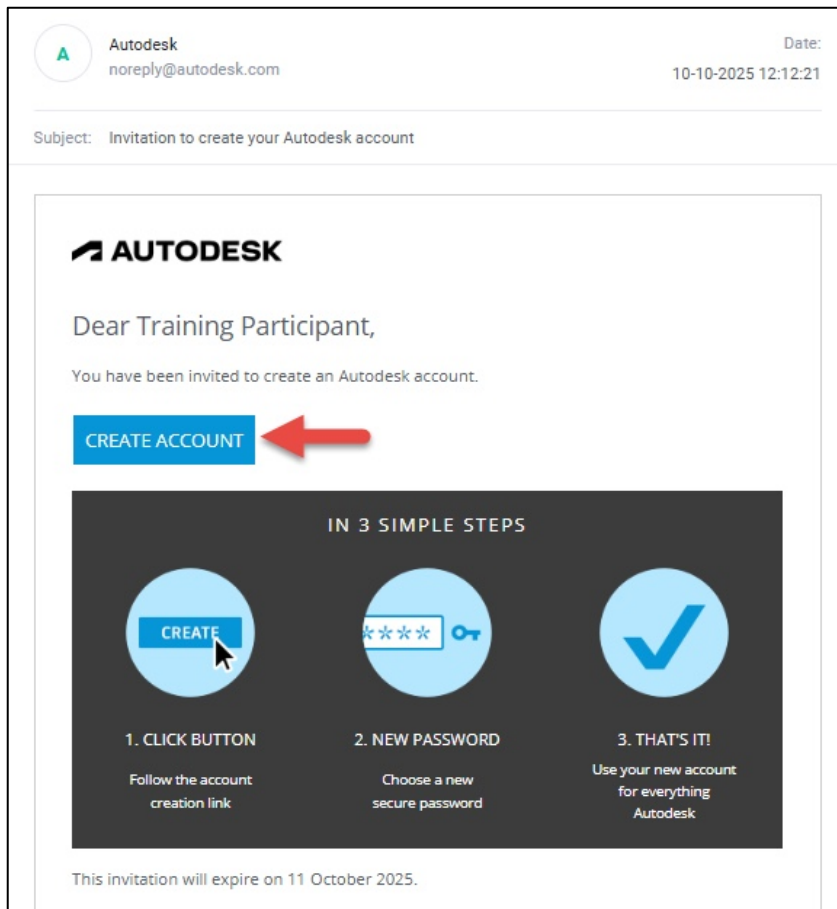 A
Autodesk
noreply@autodesk.com
Date:
10-10-2025 12:12:21
Subject: Invitation to create your Autodesk account
AUTODESK
Dear Training Participant,
You have been invited to create an Autodesk account.
CREATE ACCOUNT
IN 3 SIMPLE STEPS
CREATE
****
1. CLICK BUTTON
Follow the account
creation link
2. NEW PASSWORD
Choose a new
secure password
3. THAT'S IT!
Use your new account
for everything
Autodesk
This invitation will expire on 11 October 2025.